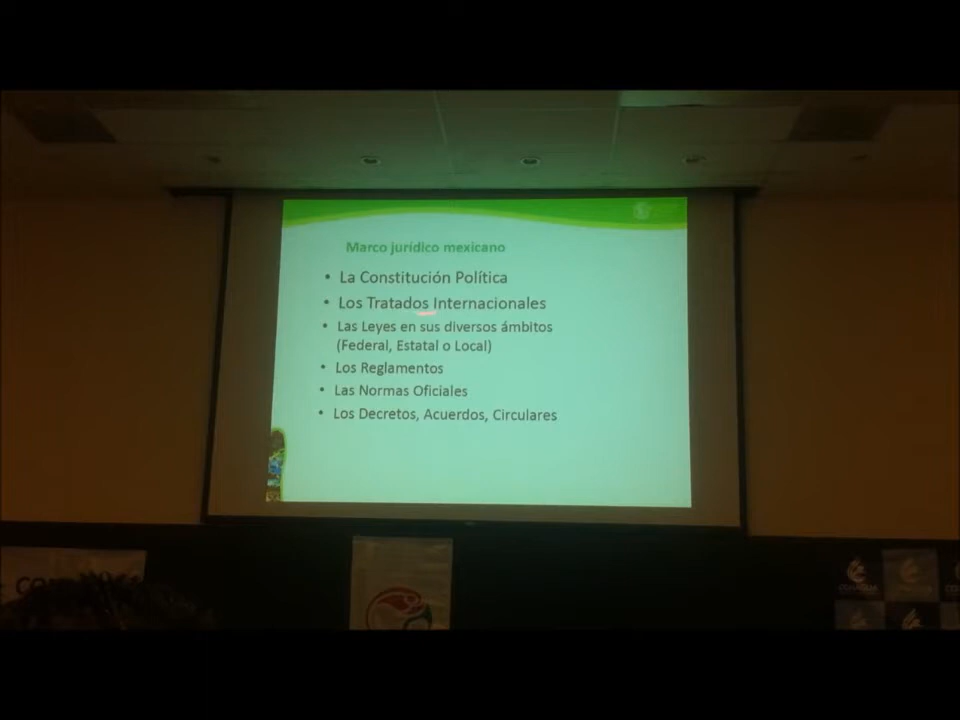 Marco jurídico mexicano
• La Constitución Política
• Los Tratados Internacionales
• Las Leyes en sus diversos ámbitos
(Federal, Estatal o Local)
• Los Reglamentos
• Las Normas Oficiales
• Los Decretos, Acuerdos, Circulares
CONAGUA